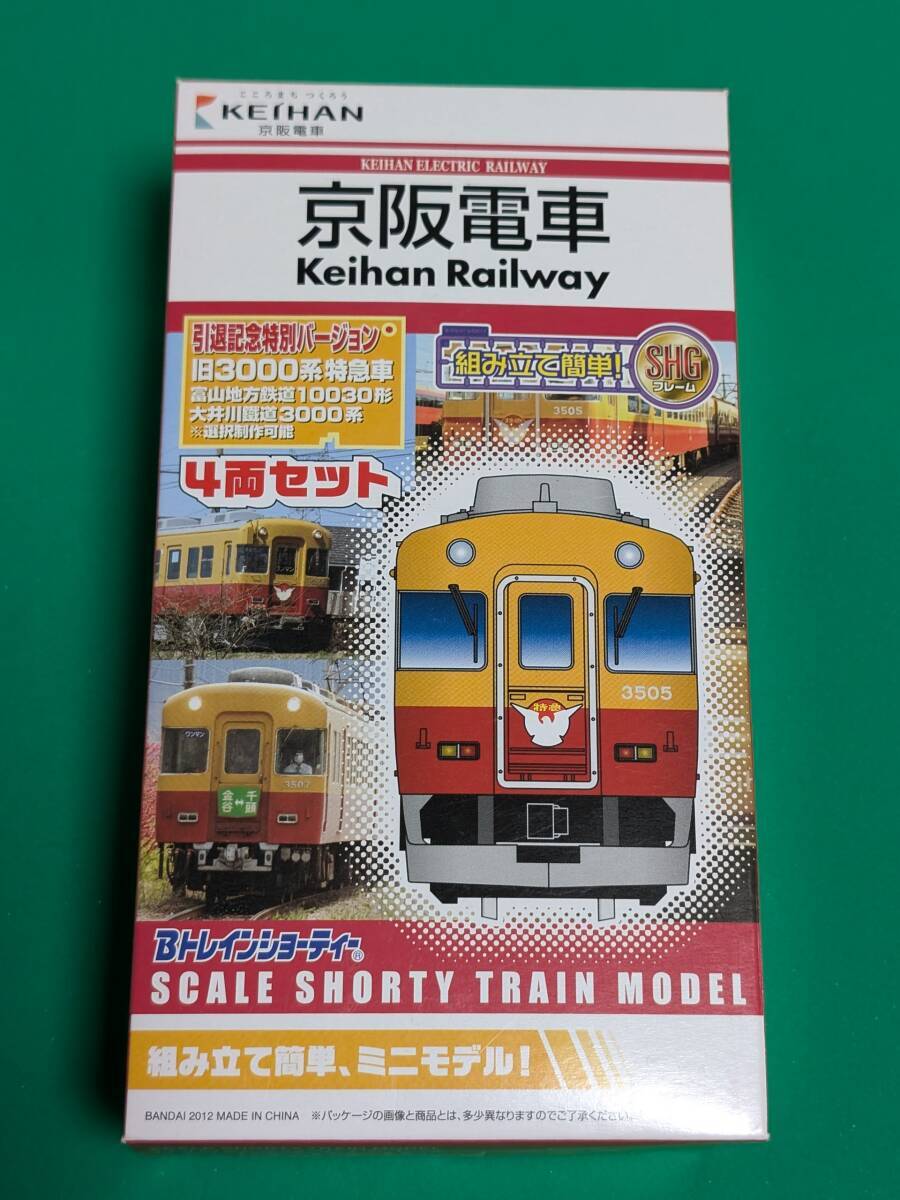 こころまち つくろう
KEIHAN
京阪電車
KEIHAN ELECTRIC RAILWAY
京阪電車
Keihan Railway
引退記念特別バージョン
旧3000系特急車
富山地方鉄道10030形
大井川鐵道3000系
※選択制作可能
組み立て簡単!
SHG
フレーム
4両セット
3505
ワンマン
3505
特急
ワンマン
3507
金谷↔千頭
Bトレインショーティー®
SCALE SHORTY TRAIN MODEL
組み立て簡単、ミニモデル!
BANDAI 2012 MADE IN CHINA ※パッケージの画像と商品とは、多少異なりますのでご了承ください。